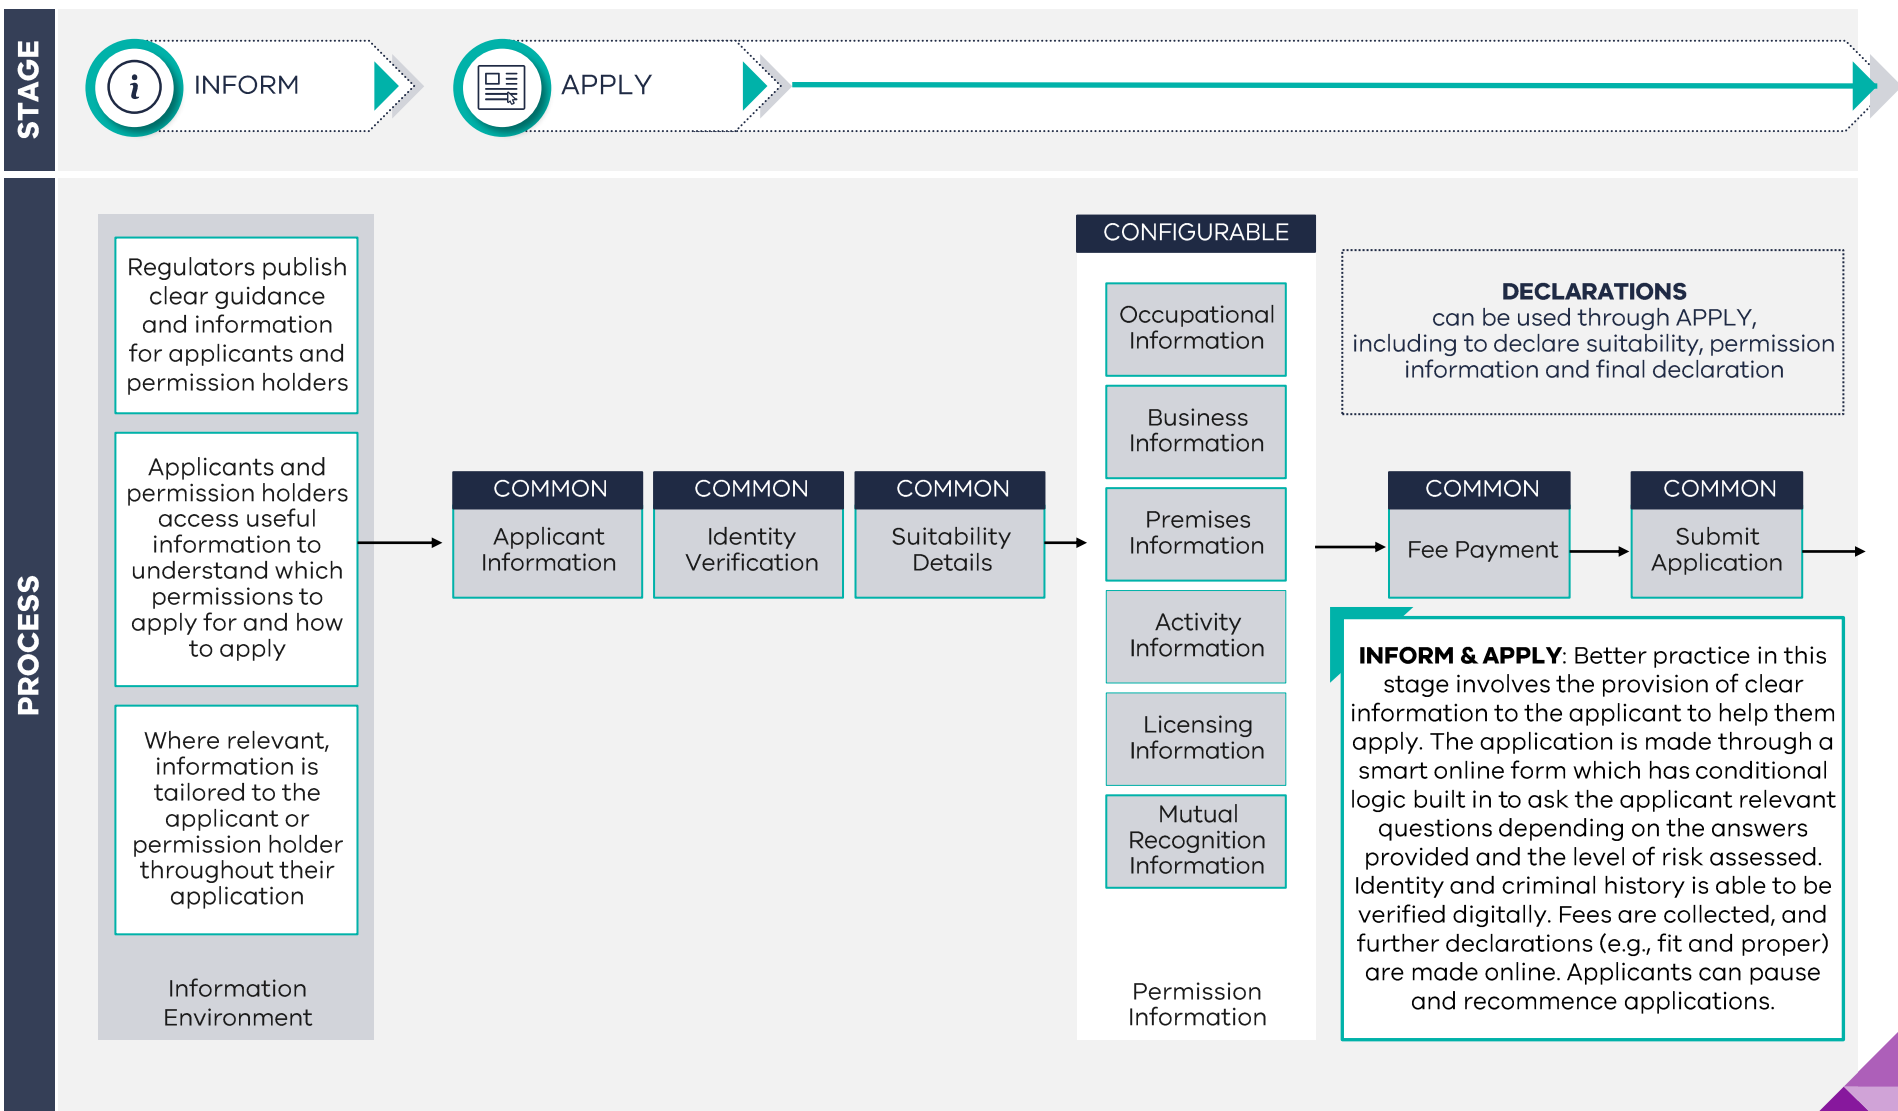 STAGE
INFORM
APPLY
PROCESS
Regulators publish
clear guidance
and information
for applicants and
permission holders
Applicants and
permission holders
access useful
information to
understand which
permissions to
apply for and how
to apply
Where relevant,
information is
tailored to the
applicant or
permission holder
throughout their
application
Information
Environment
COMMON
Applicant
Information
COMMON
Identity
Verification
COMMON
Suitability
Details
CONFIGURABLE
Occupational
Information
Business
Information
Premises
Information
Activity
Information
Licensing
Information
Mutual
Recognition
Information
Permission
Information
DECLARATIONS
can be used through APPLY,
including to declare suitability, permission
information and final declaration
COMMON
Fee Payment
COMMON
Submit
Application
INFORM & APPLY: Better practice in this
stage involves the provision of clear
information to the applicant to help them
apply. The application is made through a
smart online form which has conditional
logic built in to ask the applicant relevant
questions depending on the answers
provided and the level of risk assessed.
Identity and criminal history is able to be
verified digitally. Fees are collected, and
further declarations (e.g., fit and proper)
are made online. Applicants can pause
and recommence applications.